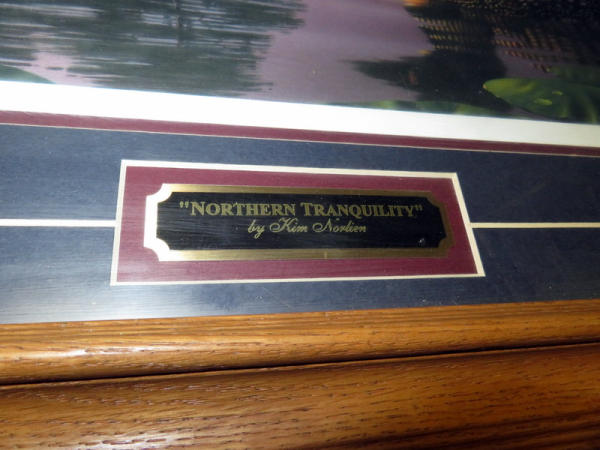 "NORTHERN TRANQUILITY"
by Kim Norlien